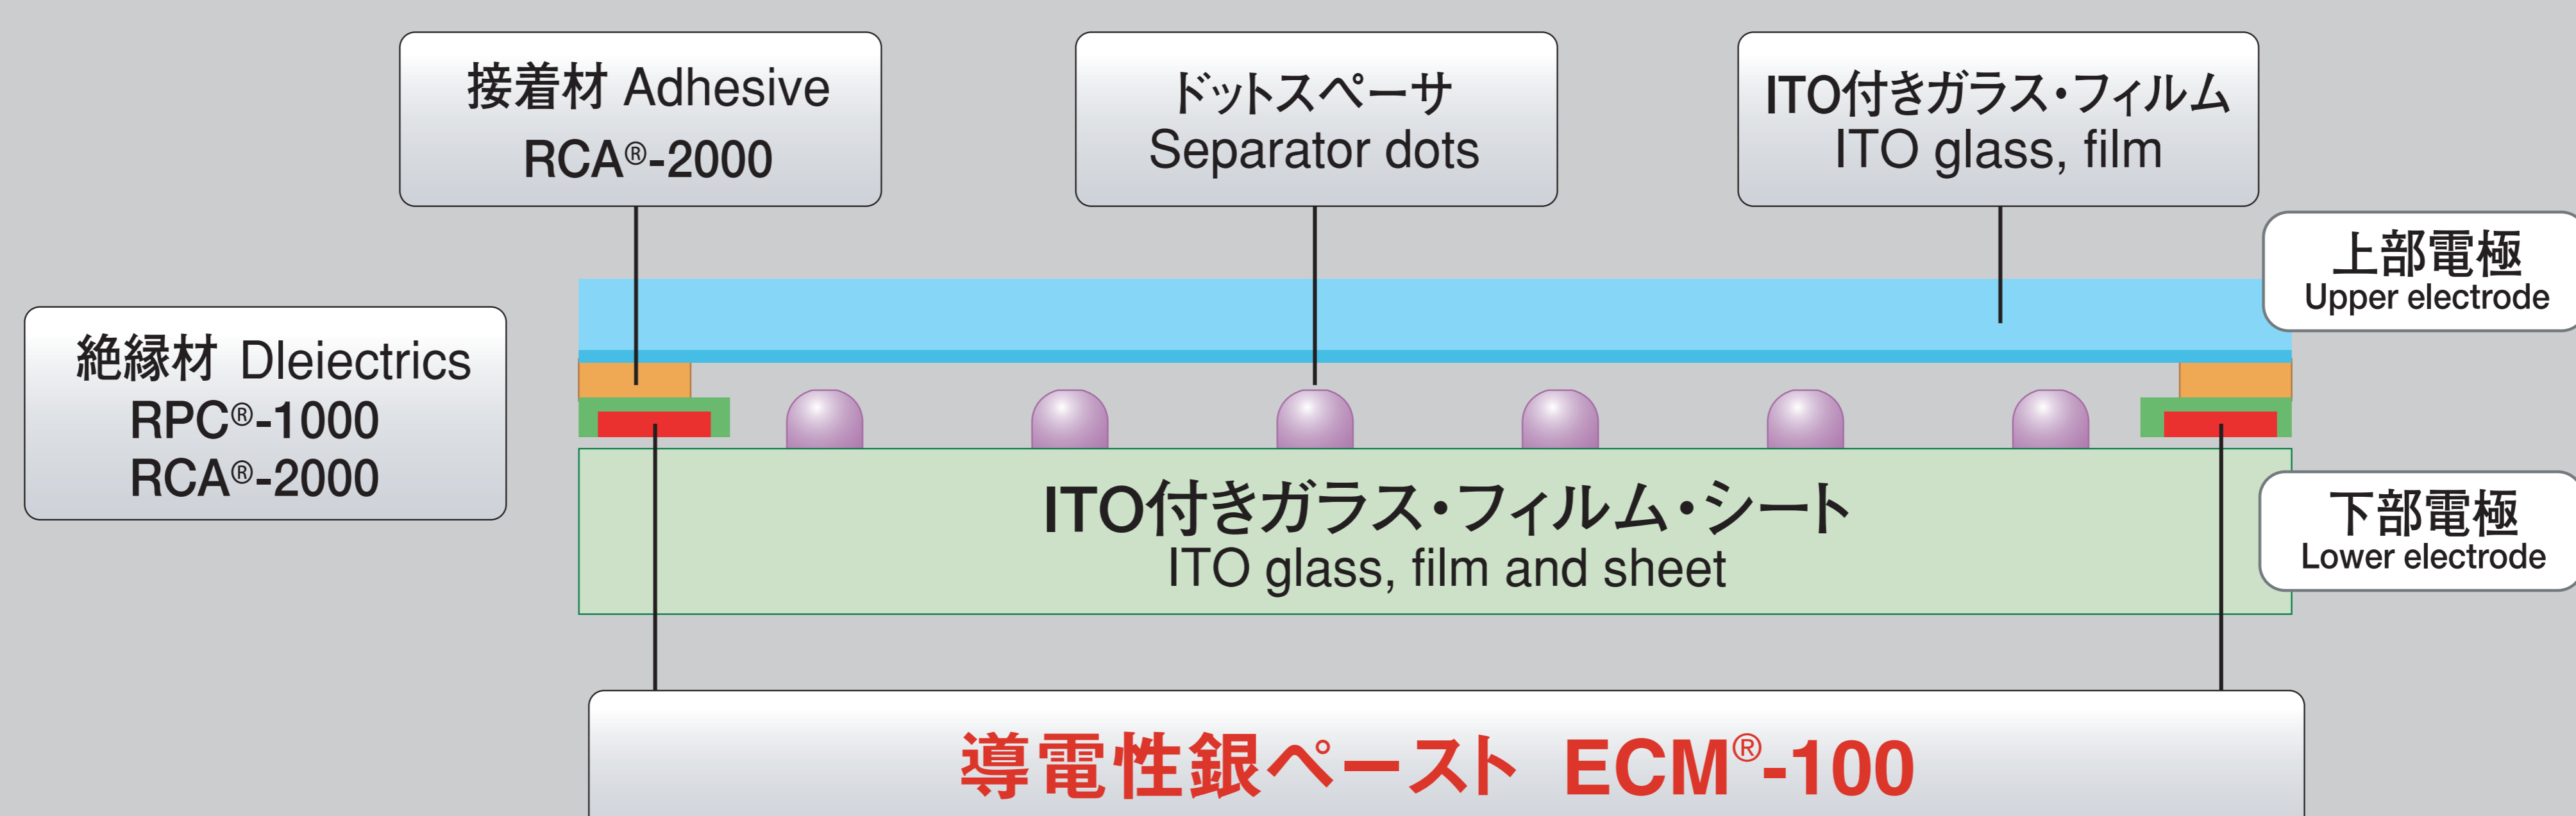 接着材 Adhesive
RCA®-2000
ドットスペーサ
Separator dots
ITO付きガラス・フィルム
ITO glass, film
上部電極
Upper electrode
絶縁材 Dleiectrics
RPC®-1000
RCA®-2000
ITO付きガラス・フィルム・シート
ITO glass, film and sheet
下部電極
Lower electrode
導電性銀ペースト ECM®-100